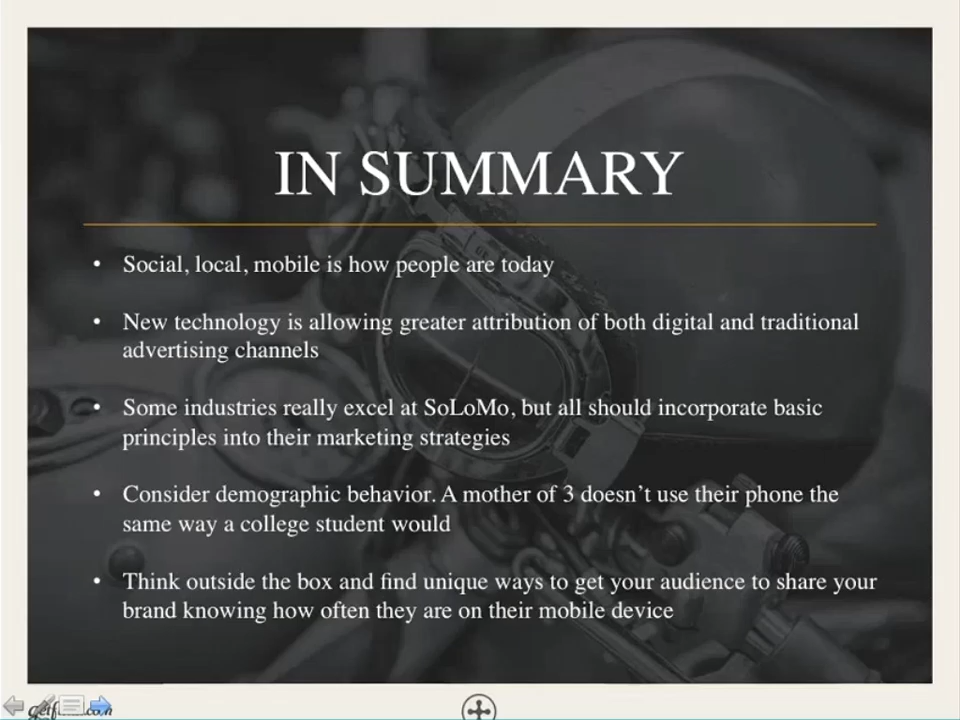 IN SUMMARY
• Social, local, mobile is how people are today
• New technology is allowing greater attribution of both digital and traditional
advertising channels
• Some industries really excel at SoLoMo, but all should incorporate basic
principles into their marketing strategies
• Consider demographic behavior. A mother of 3 doesn’t use their phone the
same way a college student would
• Think outside the box and find unique ways to get your audience to share your
brand knowing how often they are on their mobile device